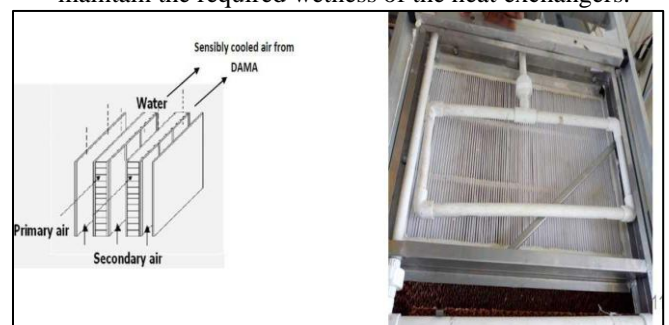 maintain the required wetness of the heat exchangers.
Sensibly cooled air from
DAMA
Water
Primary air
Secondary air